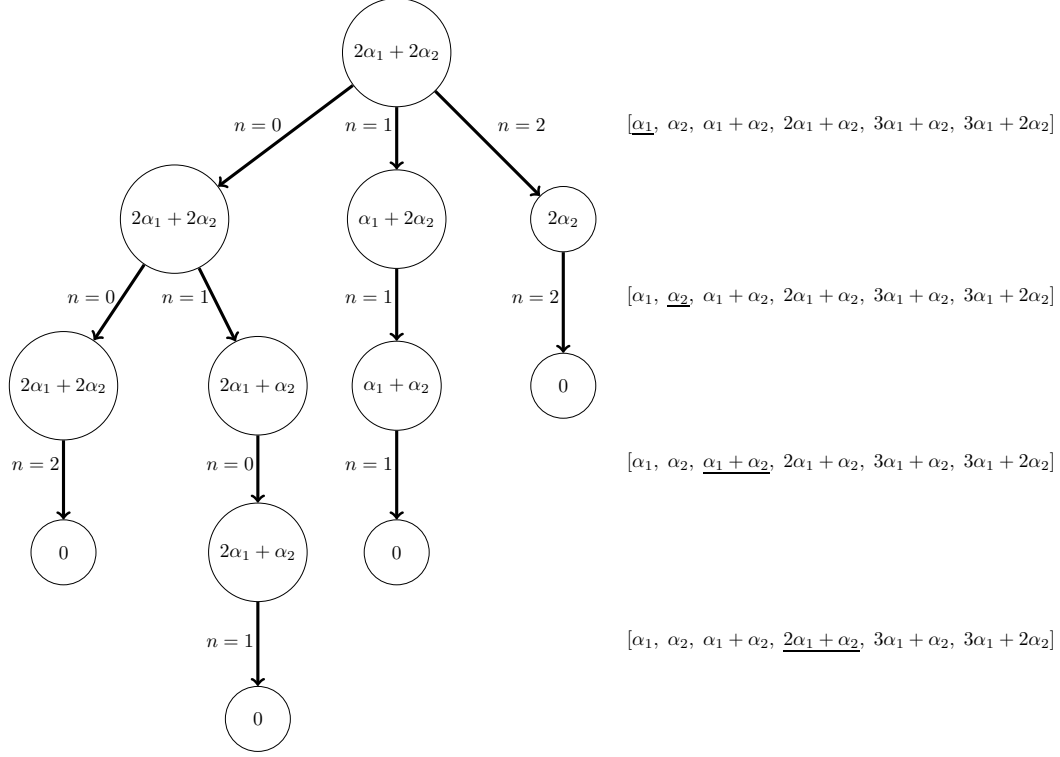 2α₁ + 2α₂
n = 0 n = 1 n = 2 [α₁, α₂, α₁ + α₂, 2α₁ + α₂, 3α₁ + α₂, 3α₁ + 2α₂]
2α₁ + 2α₂ α₁ + 2α₂ 2α₂
n = 0 n = 1 n = 1 n = 2 [α₁, α₂, α₁ + α₂, 2α₁ + α₂, 3α₁ + α₂, 3α₁ + 2α₂]
2α₁ + 2α₂ 2α₁ + α₂ α₁ + α₂ 0
n = 2 n = 0 n = 1 [α₁, α₂, α₁ + α₂, 2α₁ + α₂, 3α₁ + α₂, 3α₁ + 2α₂]
0 2α₁ + α₂ 0
n = 1 [α₁, α₂, α₁ + α₂, 2α₁ + α₂, 3α₁ + α₂, 3α₁ + 2α₂]
0